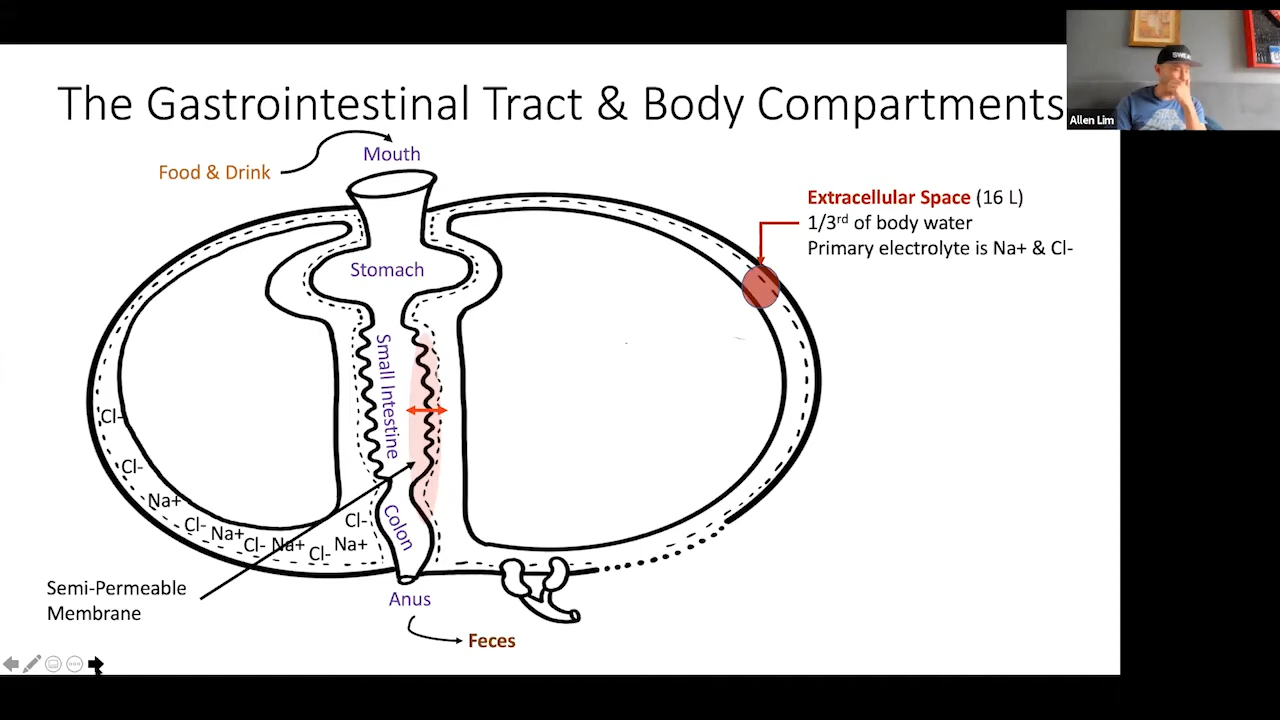 The Gastrointestinal Tract & Body Compartments
Allen Lim
Mouth
Food & Drink
Extracellular Space (16 L)
1/3rd of body water
Primary electrolyte is Na+ & Cl-
Stomach
Small Intestine
Cl-
Cl-
Na+
Cl-
Na+
Cl-
Na+
Cl-
Cl-
Na+
Colon
Semi-Permeable
Membrane
Anus
Feces